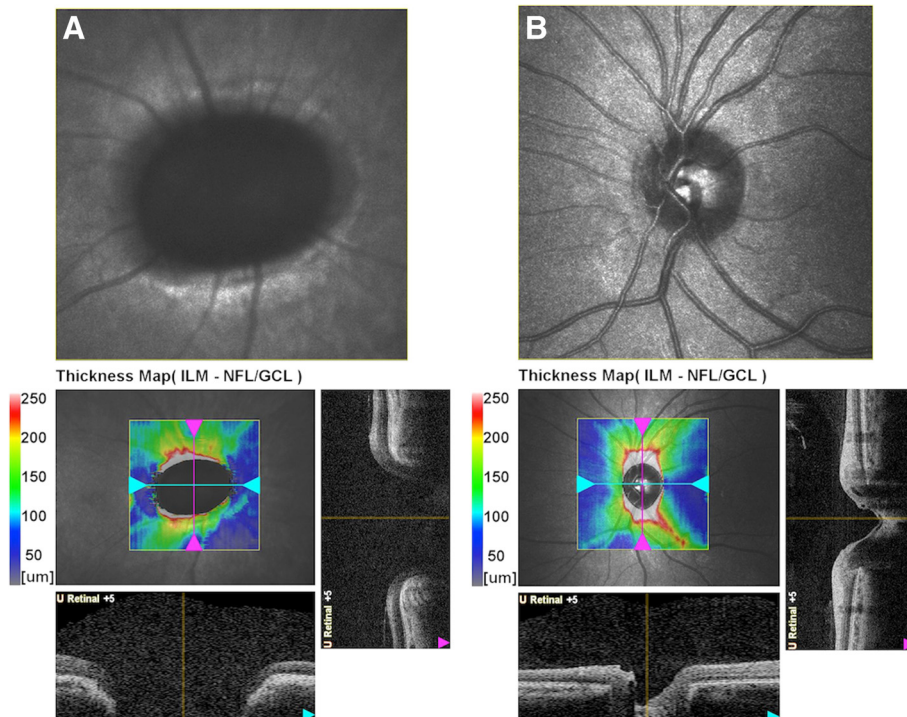 A
B
Thickness Map( ILM - NFL/GCL )
250
200
150
100
50
[um]
U Retinal +5
U Retinal +5
Thickness Map( ILM - NFL/GCL )
250
200
150
100
50
[um]
U Retinal +5
U Retinal +5